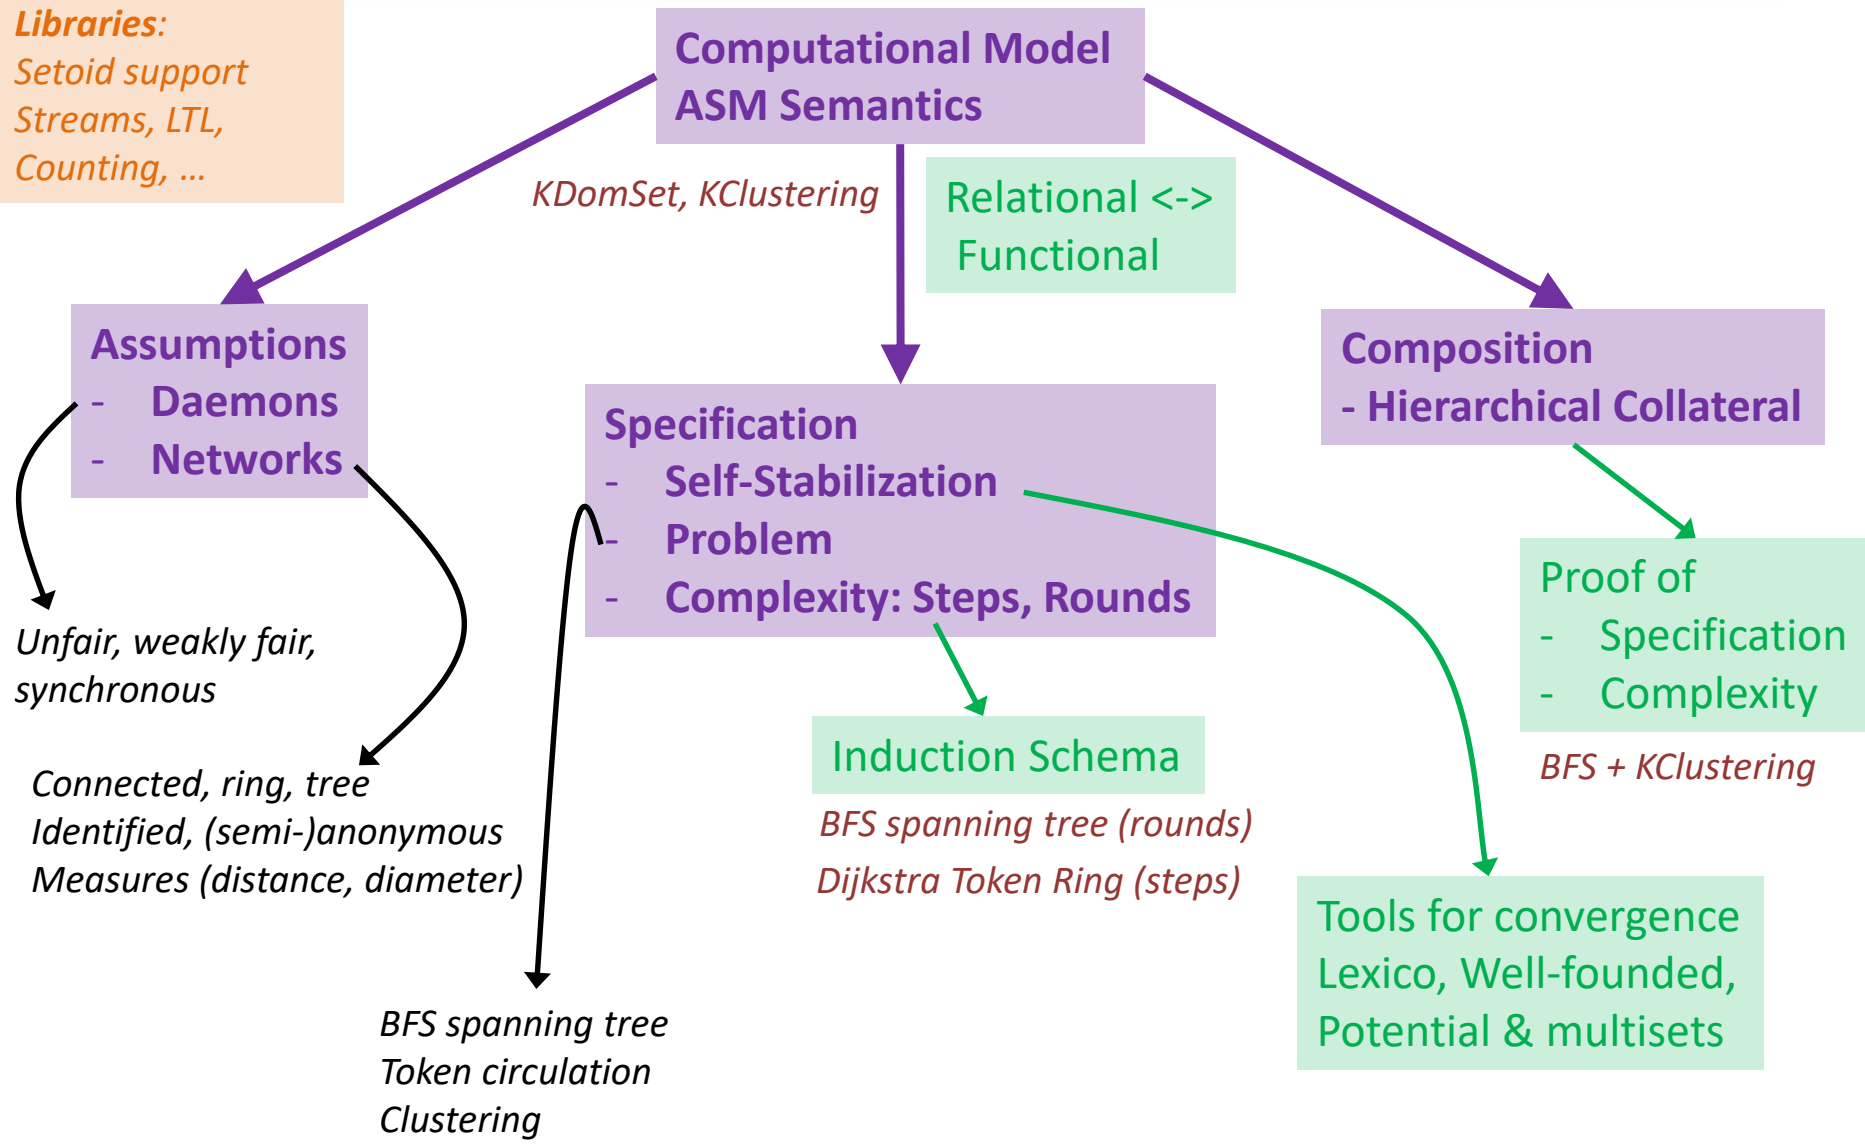 Libraries:
Setoid support
Streams, LTL,
Counting, …
Computational Model
ASM Semantics
KDomSet, KClustering
Relational <->
Functional
Assumptions
- Daemons
- Networks
Specification
- Self-Stabilization
- Problem
- Complexity: Steps, Rounds
Composition
- Hierarchical Collateral
Unfair, weakly fair,
synchronous
Connected, ring, tree
Identified, (semi-)anonymous
Measures (distance, diameter)
BFS spanning tree
Token circulation
Clustering
Induction Schema
BFS spanning tree (rounds)
Dijkstra Token Ring (steps)
Proof of
- Specification
- Complexity
BFS + KClustering
Tools for convergence
Lexico, Well-founded,
Potential & multisets